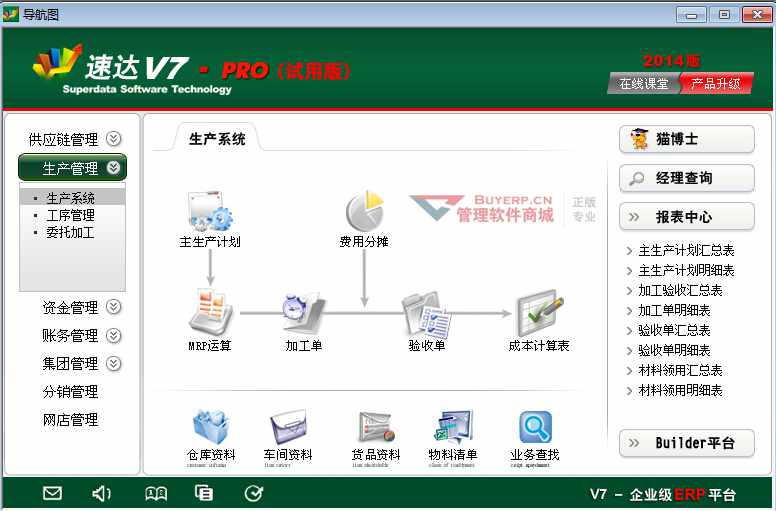 导航图
速达V7·PRO（试用版）
Superdata Software Technology
2014版
在线课堂
产品升级
供应链管理
生产管理
生产系统
工序管理
委托加工
资金管理
账务管理
集团管理
分销管理
网店管理
生产系统
主生产计划
费用分摊
BUYERP.CN
管理软件商城
正版
专业
MRP运算
加工单
验收单
成本计算表
仓库资料
车间资料
货品资料
物料清单
业务查找
猫博士
经理查询
报表中心
主生产计划汇总表
主生产计划明细表
加工验收汇总表
加工单明细表
验收单汇总表
验收单明细表
材料领用汇总表
材料领用明细表
Builder平台
V7 - 企业级ERP平台